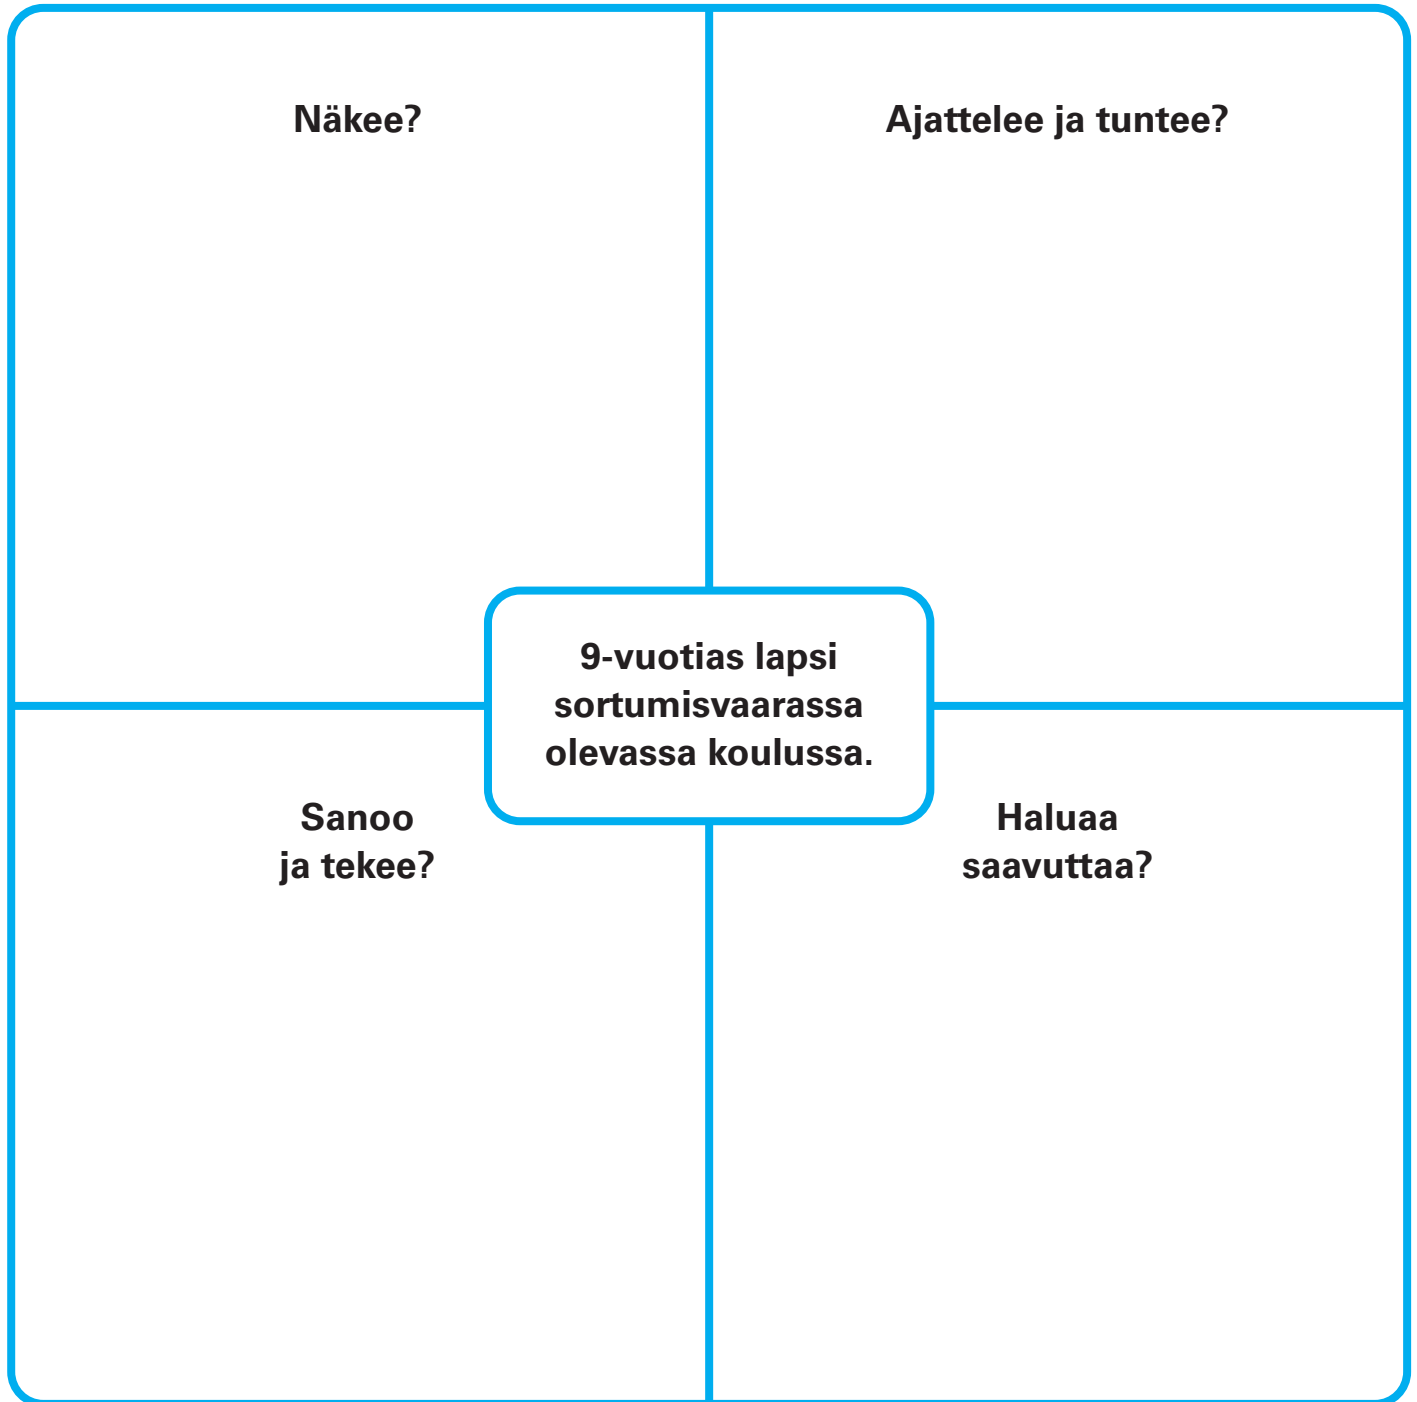 Näkee?
Ajattelee ja tuntee?
9-vuotias lapsi
sortumisvaarassa
olevassa koulussa.
Sanoo
ja tekee?
Haluaa
saavuttaa?